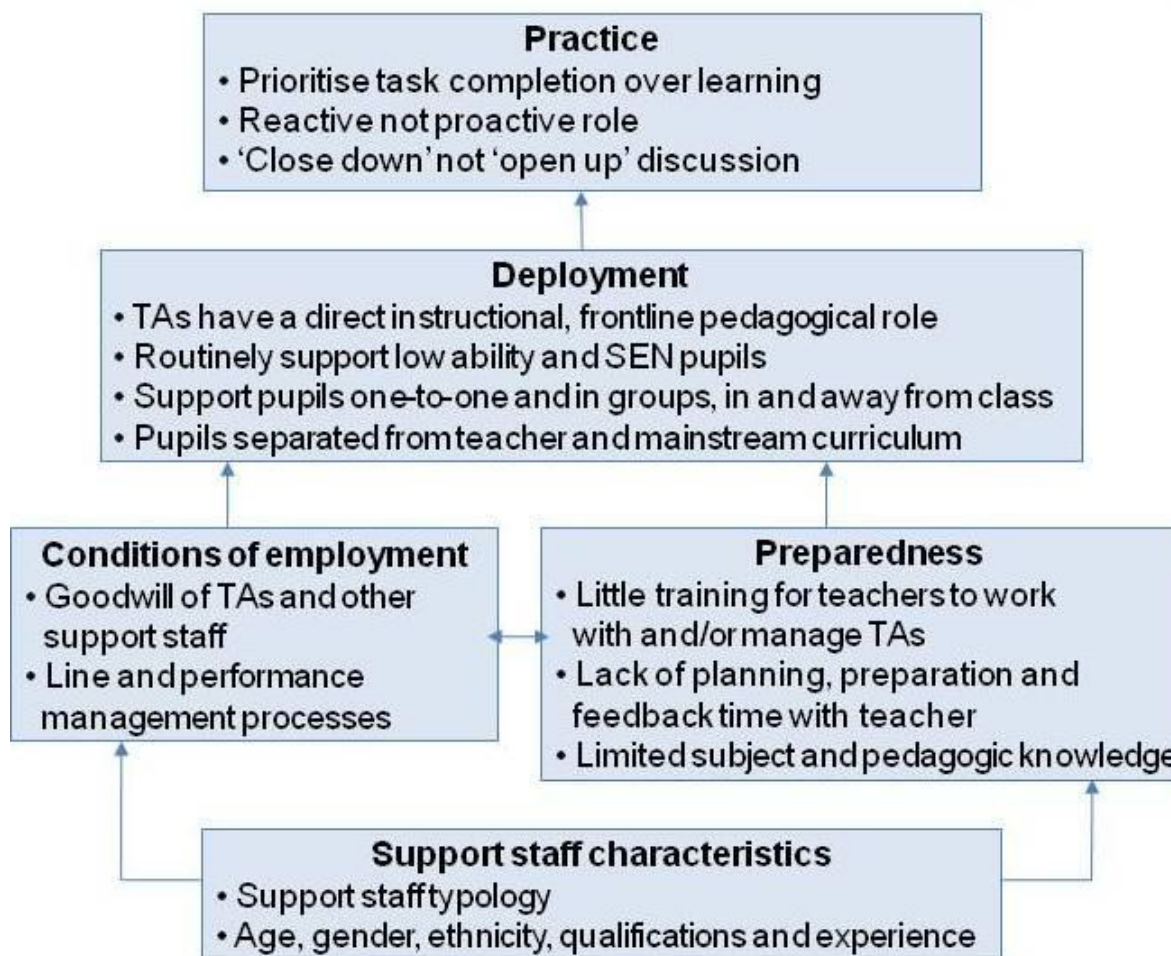 Practice
• Prioritise task completion over learning
• Reactive not proactive role
• ‘Close down’ not ‘open up’ discussion
Deployment
• TAs have a direct instructional, frontline pedagogical role
• Routinely support low ability and SEN pupils
• Support pupils one-to-one and in groups, in and away from class
• Pupils separated from teacher and mainstream curriculum
Conditions of employment
• Goodwill of TAs and other
support staff
• Line and performance
management processes
Preparedness
• Little training for teachers to work
with and/or manage TAs
• Lack of planning, preparation and
feedback time with teacher
• Limited subject and pedagogic knowledge
Support staff characteristics
• Support staff typology
• Age, gender, ethnicity, qualifications and experience